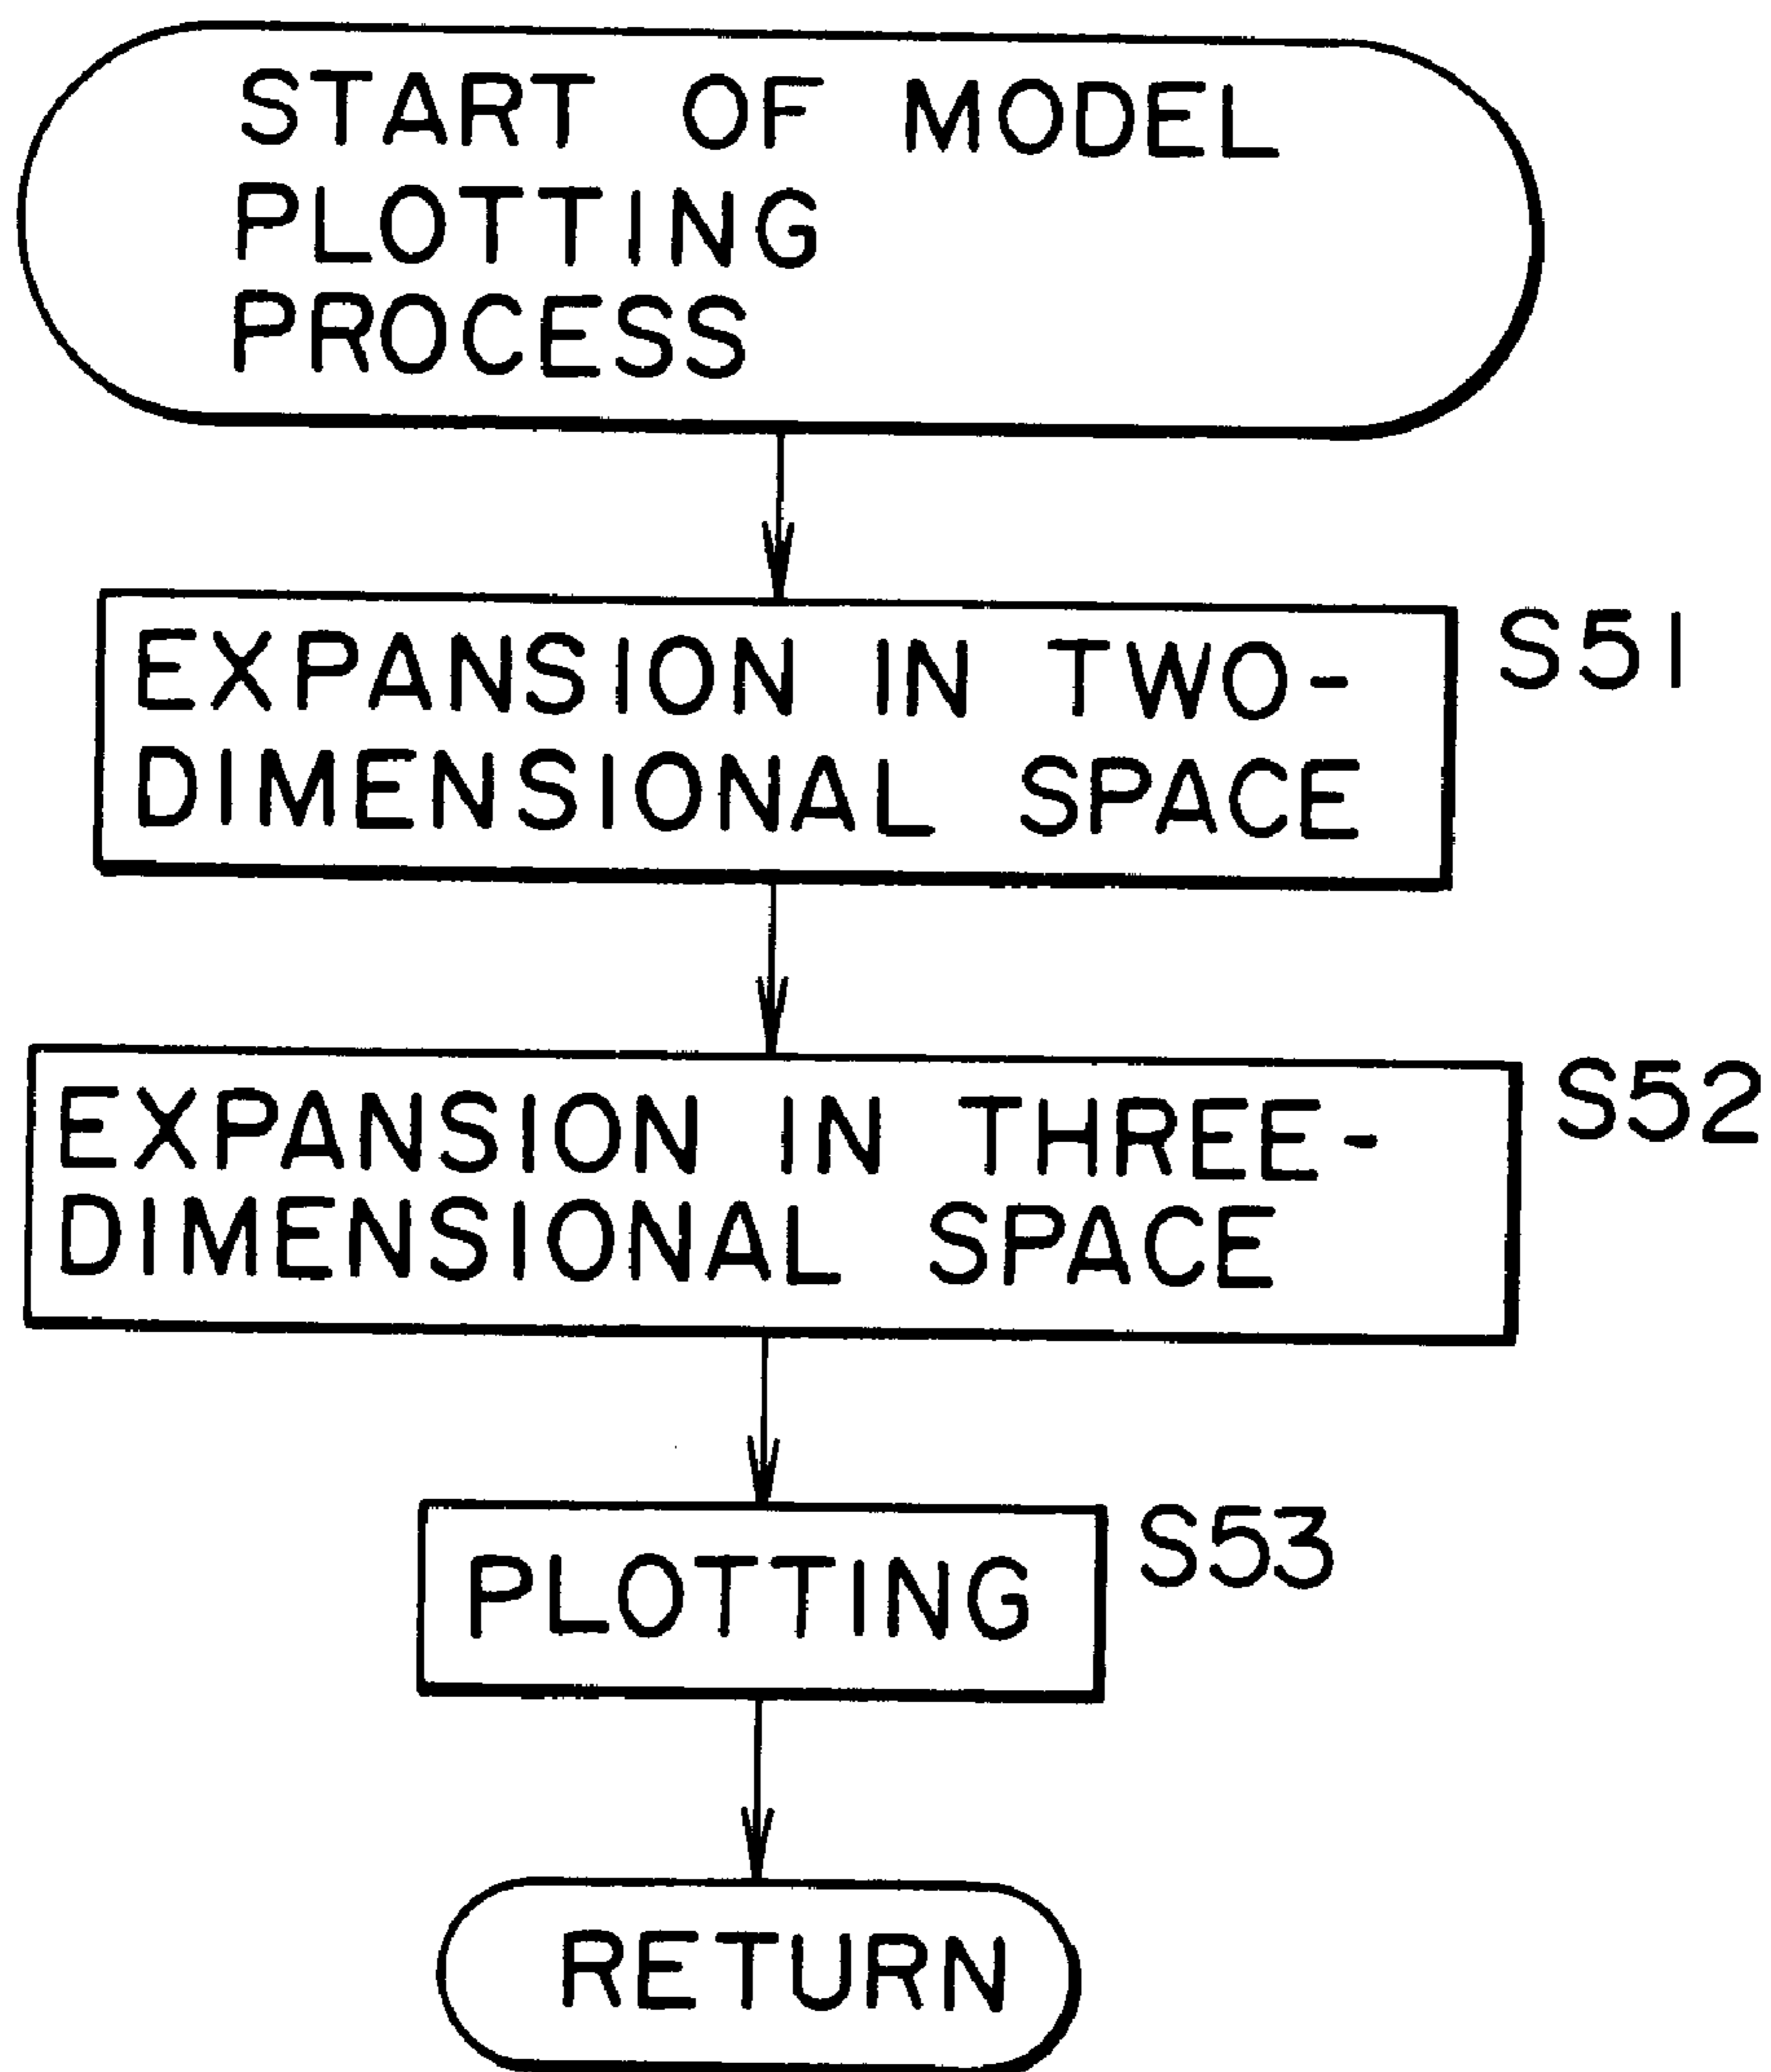 START OF MODEL
PLOTTING
PROCESS
EXPANSION IN TWO-
DIMENSIONAL SPACE
S51
EXPANSION IN THREE-
DIMENSIONAL SPACE
S52
PLOTTING
S53
RETURN